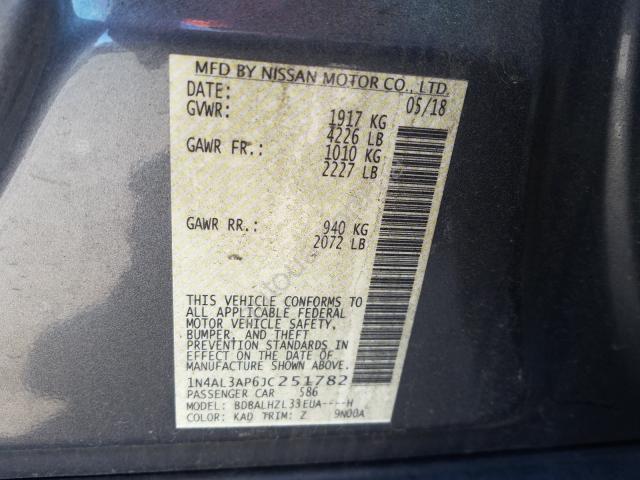 MFD BY NISSAN MOTOR CO., LTD.
DATE: 05/18
GVWR: 1917 KG
4226 LB
GAWR FR.: 1010 KG
2227 LB
GAWR RR.: 940 KG
2072 LB
THIS VEHICLE CONFORMS TO
ALL APPLICABLE FEDERAL
MOTOR VEHICLE SAFETY,
BUMPER, AND THEFT
PREVENTION STANDARDS IN
EFFECT ON THE DATE OF
MANUFACTURE.
1N4AL3AP6JC251782
PASSENGER CAR 586
MODEL: BDBALHZL33EUA----H
COLOR: KAD TRIM: Z 9N00A